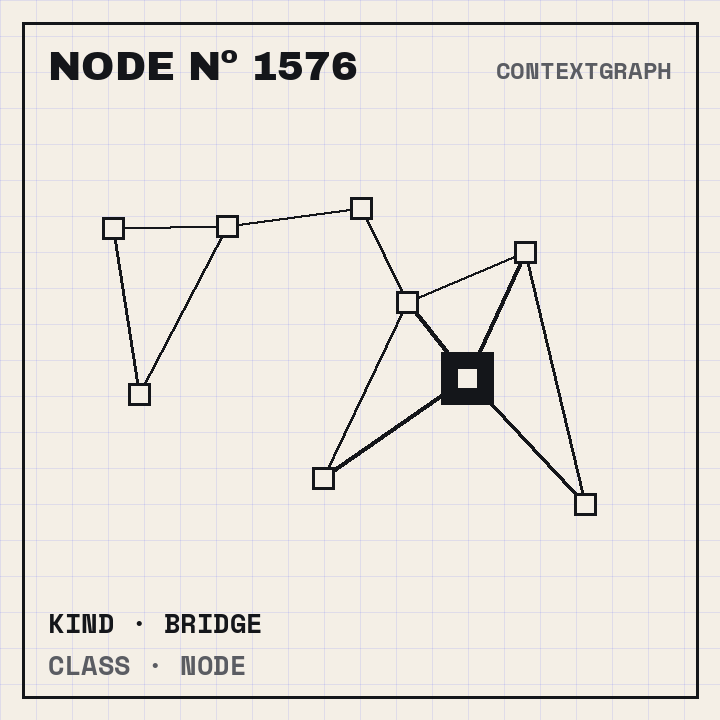 NODE Nº 1576
CONTEXTGRAPH
KIND · BRIDGE
CLASS · NODE